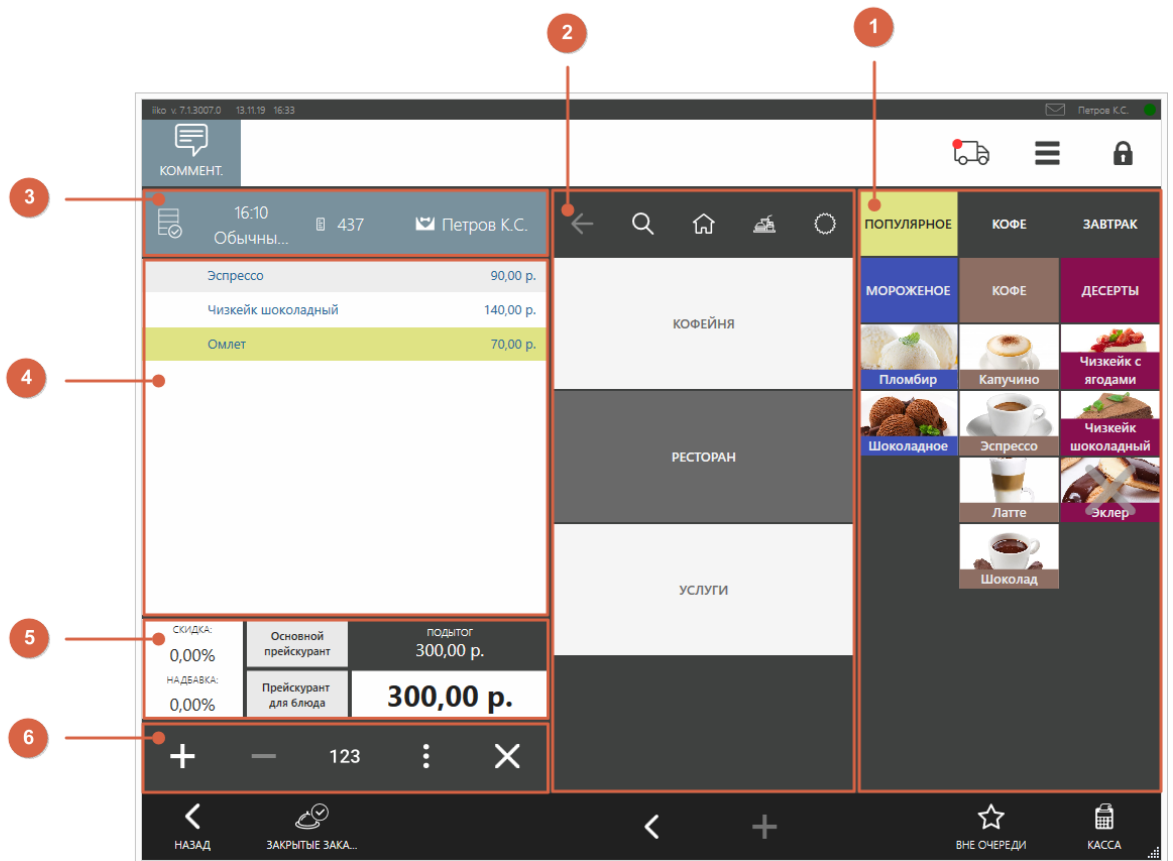 2
1
iiko v. 7.1.3007.0 13.11.19 16:33
Петров К.С.
КОММЕНТ.
3
16:10
Обычны...
437
Петров К.С.
ПОПУЛЯРНОЕ
КОФЕ
ЗАВТРАК
МОРОЖЕНОЕ
КОФЕ
ДЕСЕРТЫ
4
Эспрессо 90,00 р.
Чизкейк шоколадный 140,00 р.
Омлет 70,00 р.
КОФЕЙНЯ
РЕСТОРАН
УСЛУГИ
Пломбир
Капучино
Чизкейк с
ягодами
Шоколадное
Эспрессо
Чизкейк
шоколадный
Латте
Эклер
Шоколад
5
СКИДКА:
0,00%
НАДБАВКА:
0,00%
Основной
прейскурант
Прейскурант
для блюда
ПОДЫТОГ
300,00 р.
300,00 р.
6
123
НАЗАД
ЗАКРЫТЫЕ ЗАКА...
ВНЕ ОЧЕРЕДИ
КАССА